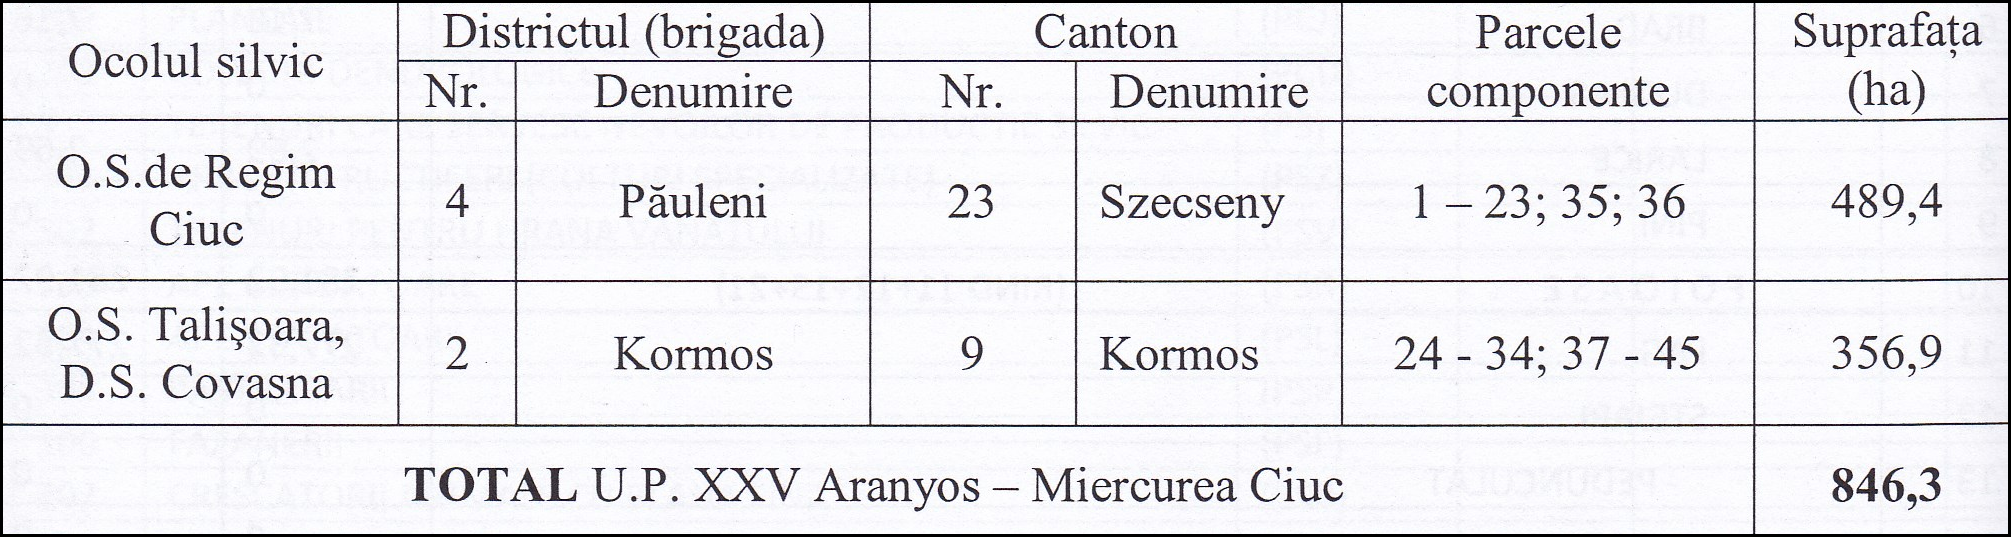 Ocolul silvic Districtul (brigada) Canton Parcele componente Suprafața (ha)
Nr. Denumire Nr. Denumire
O.S.de Regim Ciuc 4 Păuleni 23 Szecseny 1 – 23; 35; 36 489,4
O.S. Talişoara, D.S. Covasna 2 Kormos 9 Kormos 24 - 34; 37 - 45 356,9
TOTAL U.P. XXV Aranyos – Miercurea Ciuc 846,3